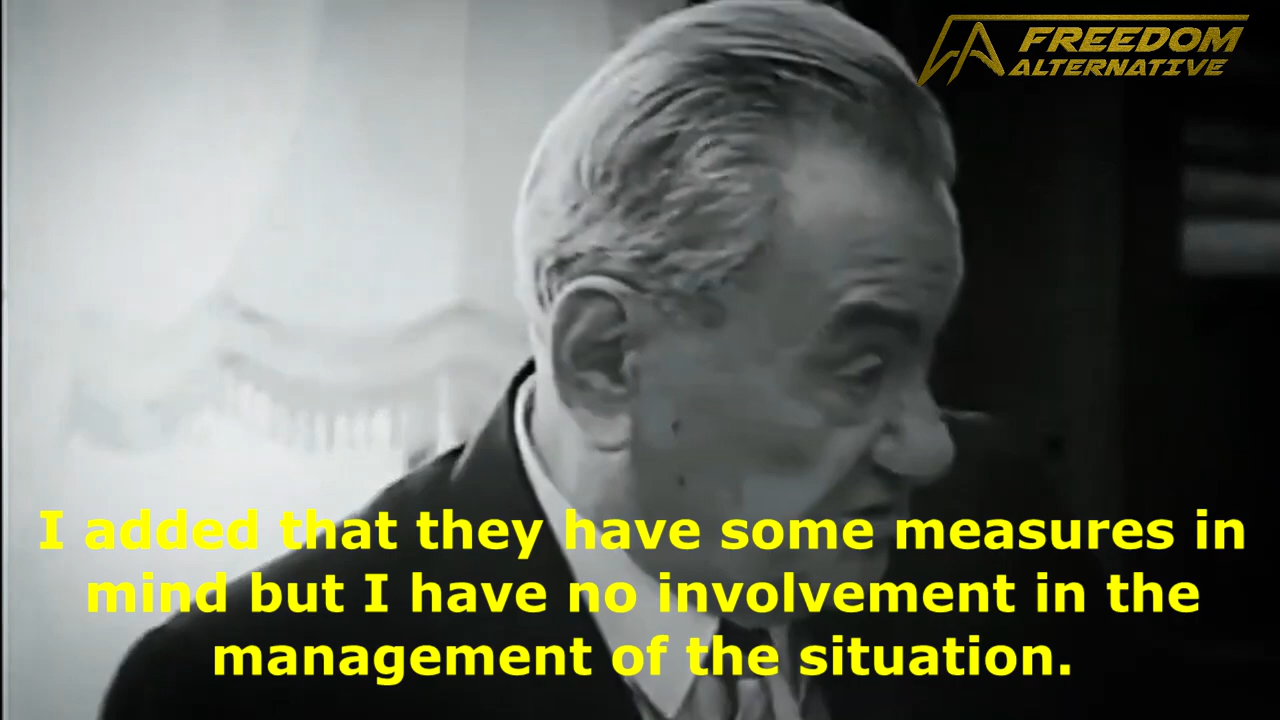 FREEDOM
ALTERNATIVE
I added that they have some measures in
mind but I have no involvement in the
management of the situation.